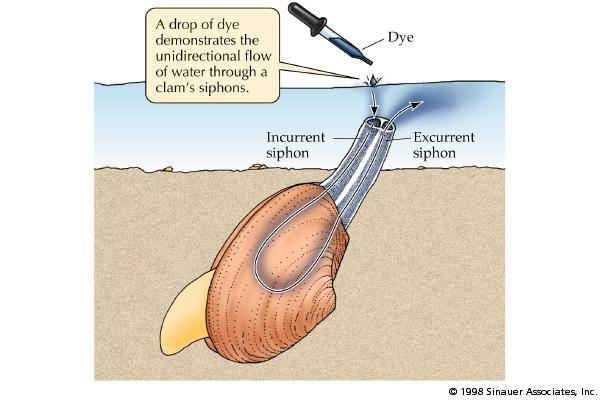 A drop of dye
demonstrates the
unidirectional flow
of water through a
clam's siphons.
Dye
Incurrent
siphon
Excurrent
siphon
© 1998 Sinauer Associates, Inc.